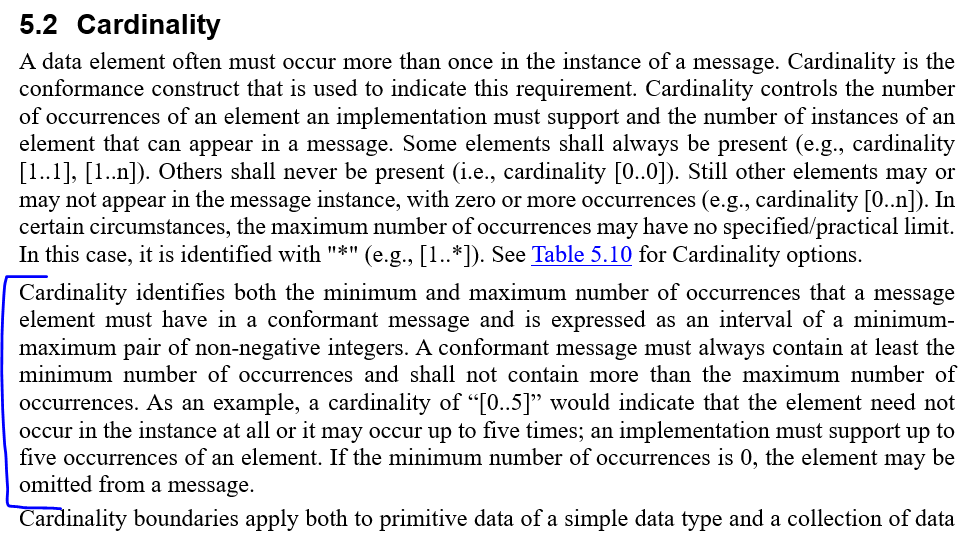 5.2 Cardinality
A data element often must occur more than once in the instance of a message. Cardinality is the
conformance construct that is used to indicate this requirement. Cardinality controls the number
of occurrences of an element an implementation must support and the number of instances of an
element that can appear in a message. Some elements shall always be present (e.g., cardinality
[1..1], [1..n]). Others shall never be present (i.e., cardinality [0..0]). Still other elements may or
may not appear in the message instance, with zero or more occurrences (e.g., cardinality [0..n]). In
certain circumstances, the maximum number of occurrences may have no specified/practical limit.
In this case, it is identified with "*" (e.g., [1..*]). See Table 5.10 for Cardinality options.
Cardinality identifies both the minimum and maximum number of occurrences that a message
element must have in a conformant message and is expressed as an interval of a minimum-
maximum pair of non-negative integers. A conformant message must always contain at least the
minimum number of occurrences and shall not contain more than the maximum number of
occurrences. As an example, a cardinality of “[0..5]” would indicate that the element need not
occur in the instance at all or it may occur up to five times; an implementation must support up to
five occurrences of an element. If the minimum number of occurrences is 0, the element may be
omitted from a message.
Cardinality boundaries apply both to primitive data of a simple data type and a collection of data